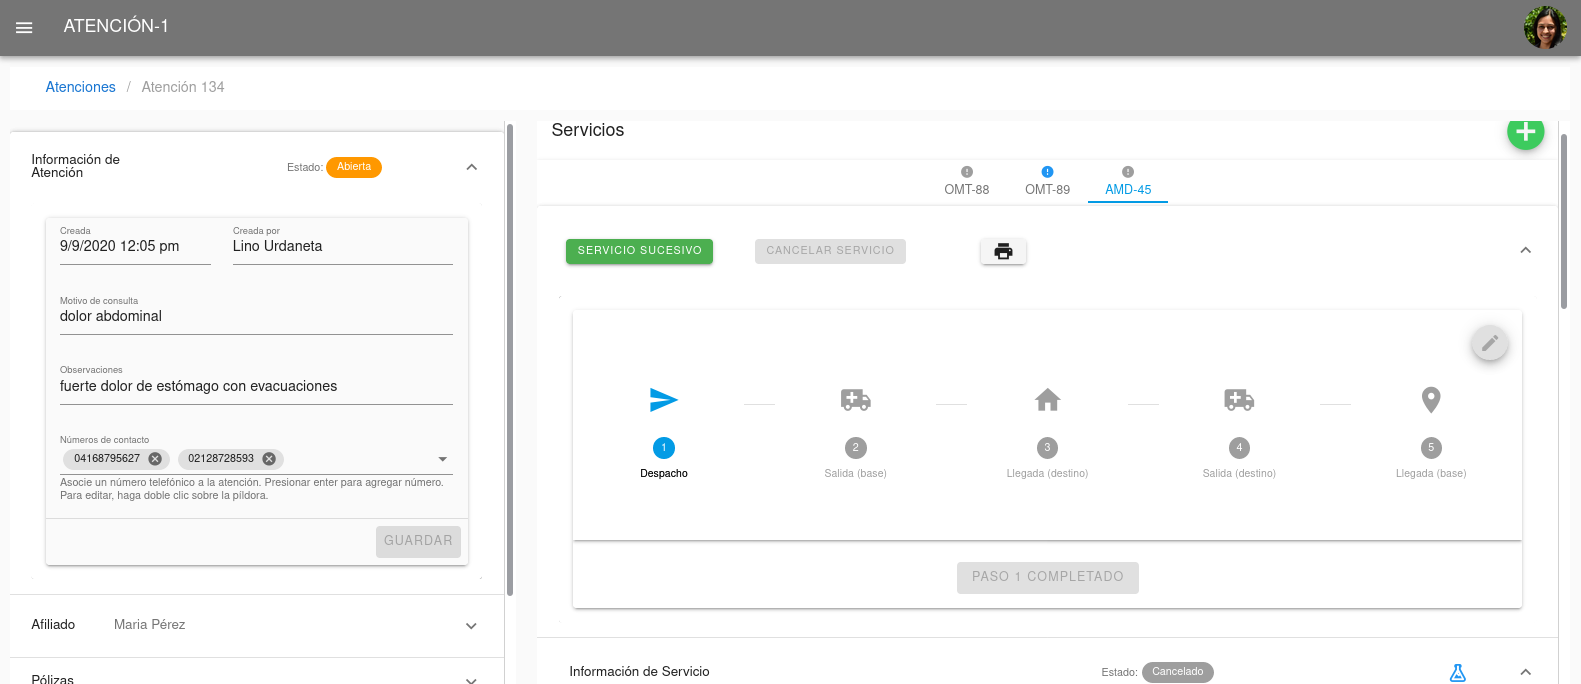 ATENCIÓN-1
Atenciones / Atención 134
Información de
Atención
Estado: Abierta
Creada
9/9/2020 12:05 pm
Creada por
Lino Urdaneta
Motivo de consulta
dolor abdominal
Observaciones
fuerte dolor de estómago con evacuaciones
Números de contacto
04168795627 02128728593
Asocie un número telefónico a la atención. Presionar enter para agregar número.
Para editar, haga doble clic sobre la píldora.
GUARDAR
Afiliado Maria Pérez
Pólizas
Servicios
OMT-88 OMT-89 AMD-45
SERVICIO SUCESIVO CANCELAR SERVICIO
1 2 3 4 5
Despacho Salida (base) Llegada (destino) Salida (destino) Llegada (base)
PASO 1 COMPLETADO
Información de Servicio Estado: Cancelado